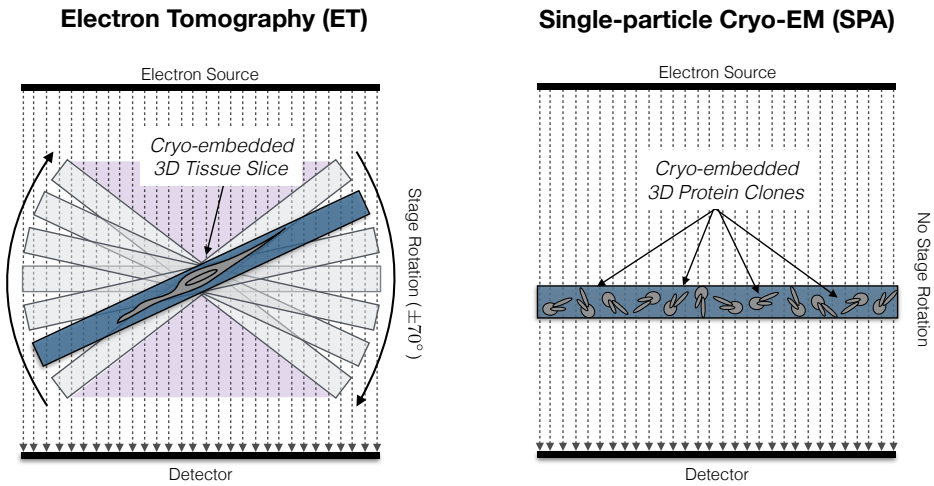 Electron Tomography (ET)
Electron Source
Cryo-embedded
3D Tissue Slice
Stage Rotation (±70°)
Detector
Single-particle Cryo-EM (SPA)
Electron Source
Cryo-embedded
3D Protein Clones
No Stage Rotation
Detector